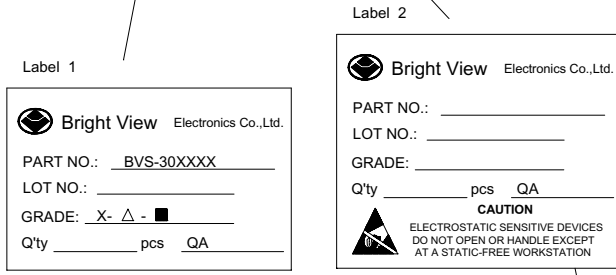 Label 1
Bright View Electronics Co.,Ltd.
PART NO.: BVS-30XXXX
LOT NO.:
GRADE: X- △ - ■
Q'ty pcs QA
Label 2
Bright View Electronics Co.,Ltd.
PART NO.:
LOT NO.:
GRADE:
Q'ty pcs QA
CAUTION
ELECTROSTATIC SENSITIVE DEVICES
DO NOT OPEN OR HANDLE EXCEPT
AT A STATIC-FREE WORKSTATION